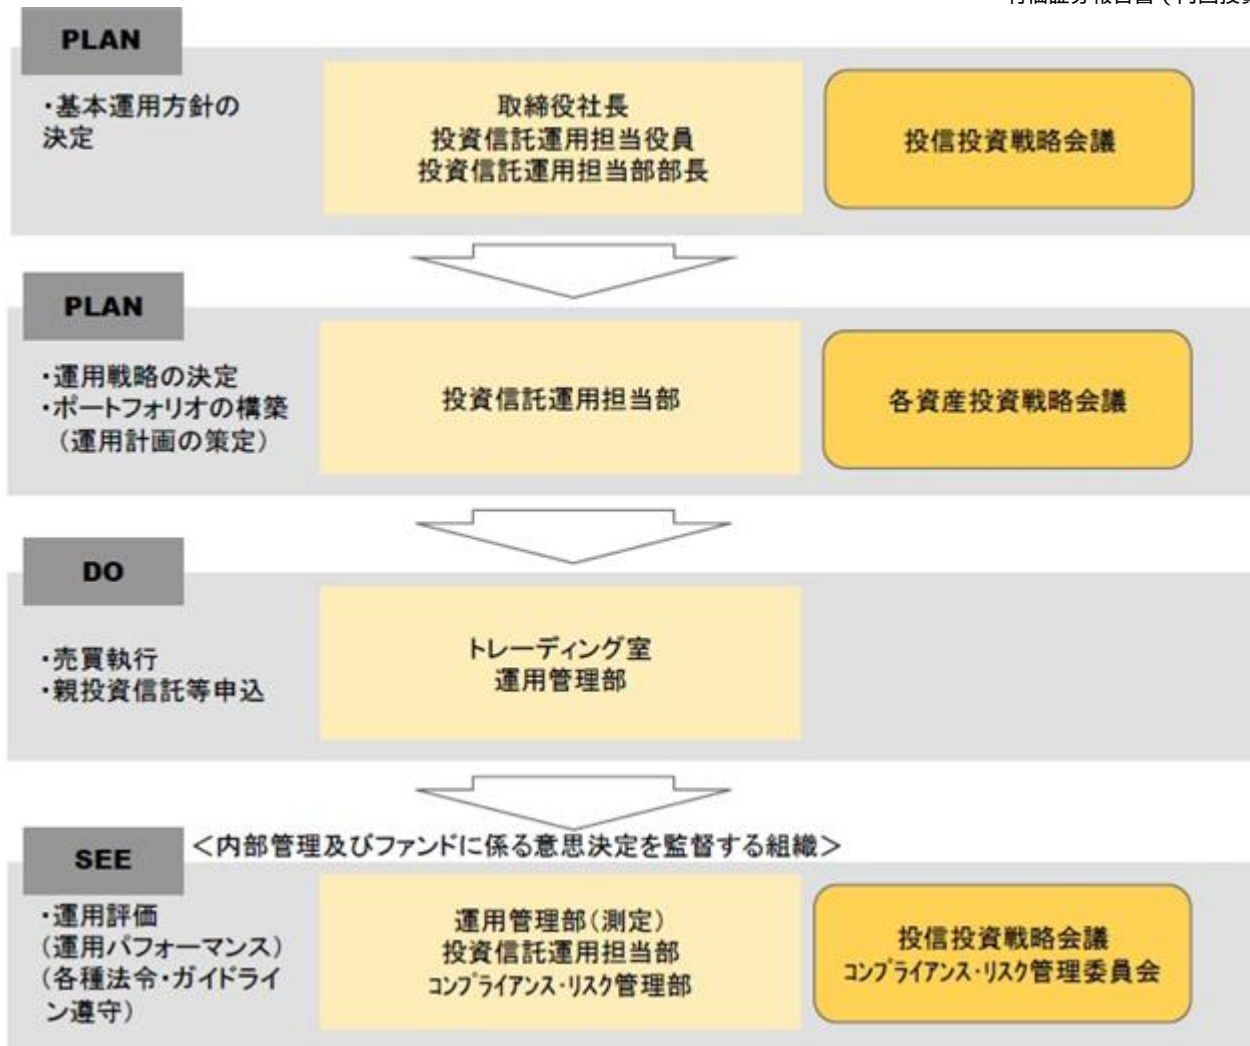 PLAN
・基本運用方針の
決定
取締役社長
投資信託運用担当役員
投資信託運用担当部部長
投信投資戦略会議
PLAN
・運用戦略の決定
・ポートフォリオの構築
（運用計画の策定）
投資信託運用担当部
各資産投資戦略会議
DO
・売買執行
・親投資信託等申込
トレーディング室
運用管理部
SEE
＜内部管理及びファンドに係る意思決定を監督する組織＞
・運用評価
(運用パフォーマンス)
(各種法令・ガイドライ
ン遵守)
運用管理部(測定)
投資信託運用担当部
ｺﾝﾌﾟﾗｲｱﾝｽ・ﾘｽｸ管理部
投信投資戦略会議
ｺﾝﾌﾟﾗｲｱﾝｽ・ﾘｽｸ管理委員会